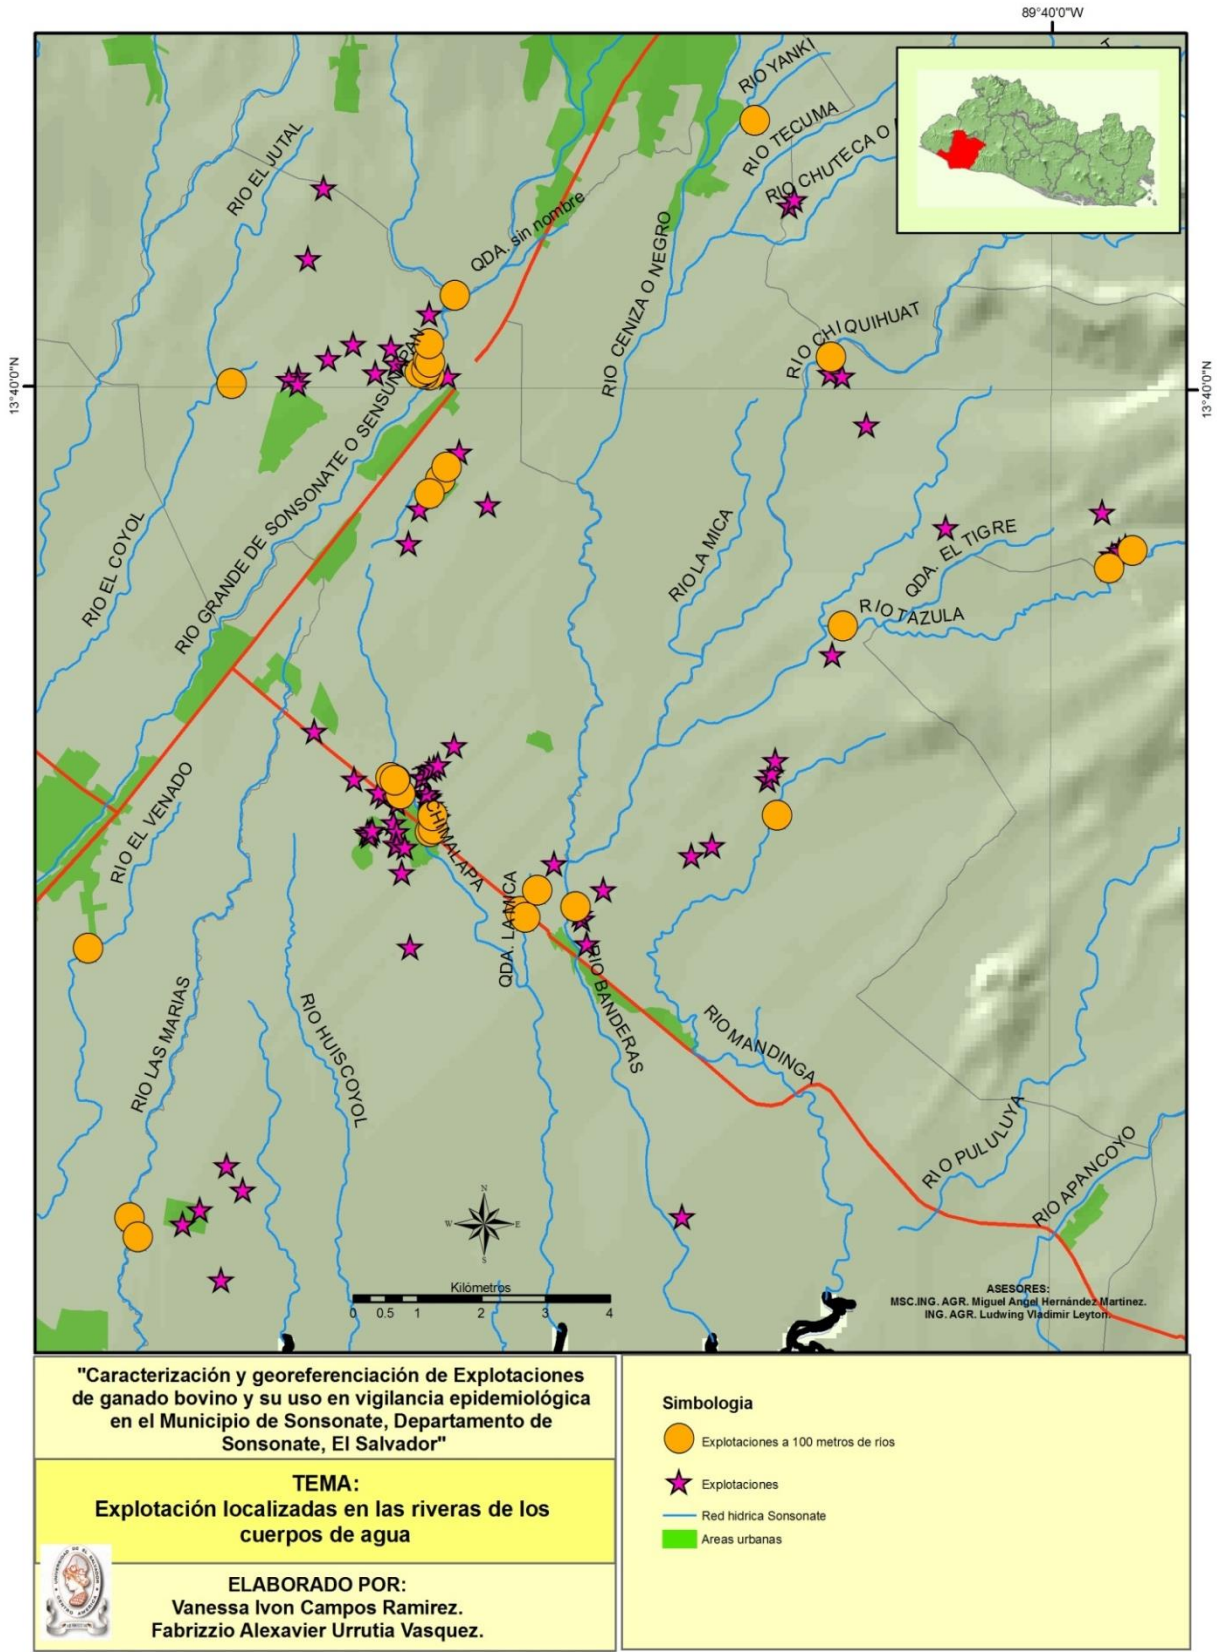 89°40'0"W
RIO YANKI
RIO TECUMA
RIO CHUTECA O
T
RIO EL JUTAL
QDA. sin nombre
RIO CENIZA O NEGRO
RIO CHIQUIHUAT
13°40'0"N
13°40'0"N
RIO GRANDE DE SONSONATE O SENSUNAPAN
RIO EL COYOL
RIO LA MICA
QDA. EL TIGRE
RIO TAZULA
RIO EL VENADO
CHIMALAPA
QDA. LA MICA
RIO BANDERAS
RIO LAS MARIAS
RIO HUISCOYOL
RIO MANDINGA
RIO PULULUYA
RIO APANCOYO
N
W
E
S
Kilómetros
0 0.5 1 2 3 4
ASESORES:
MSC.ING. AGR. Miguel Angel Hernández Martinez.
ING. AGR. Ludwing Vladimir Leyton.
"Caracterización y georeferenciación de Explotaciones
de ganado bovino y su uso en vigilancia epidemiológica
en el Municipio de Sonsonate, Departamento de
Sonsonate, El Salvador"
TEMA:
Explotación localizadas en las riveras de los
cuerpos de agua
ELABORADO POR:
Vanessa Ivon Campos Ramirez.
Fabrizzio Alexavier Urrutia Vasquez.
Simbologia
Explotaciones a 100 metros de ríos
Explotaciones
Red hidrica Sonsonate
Areas urbanas